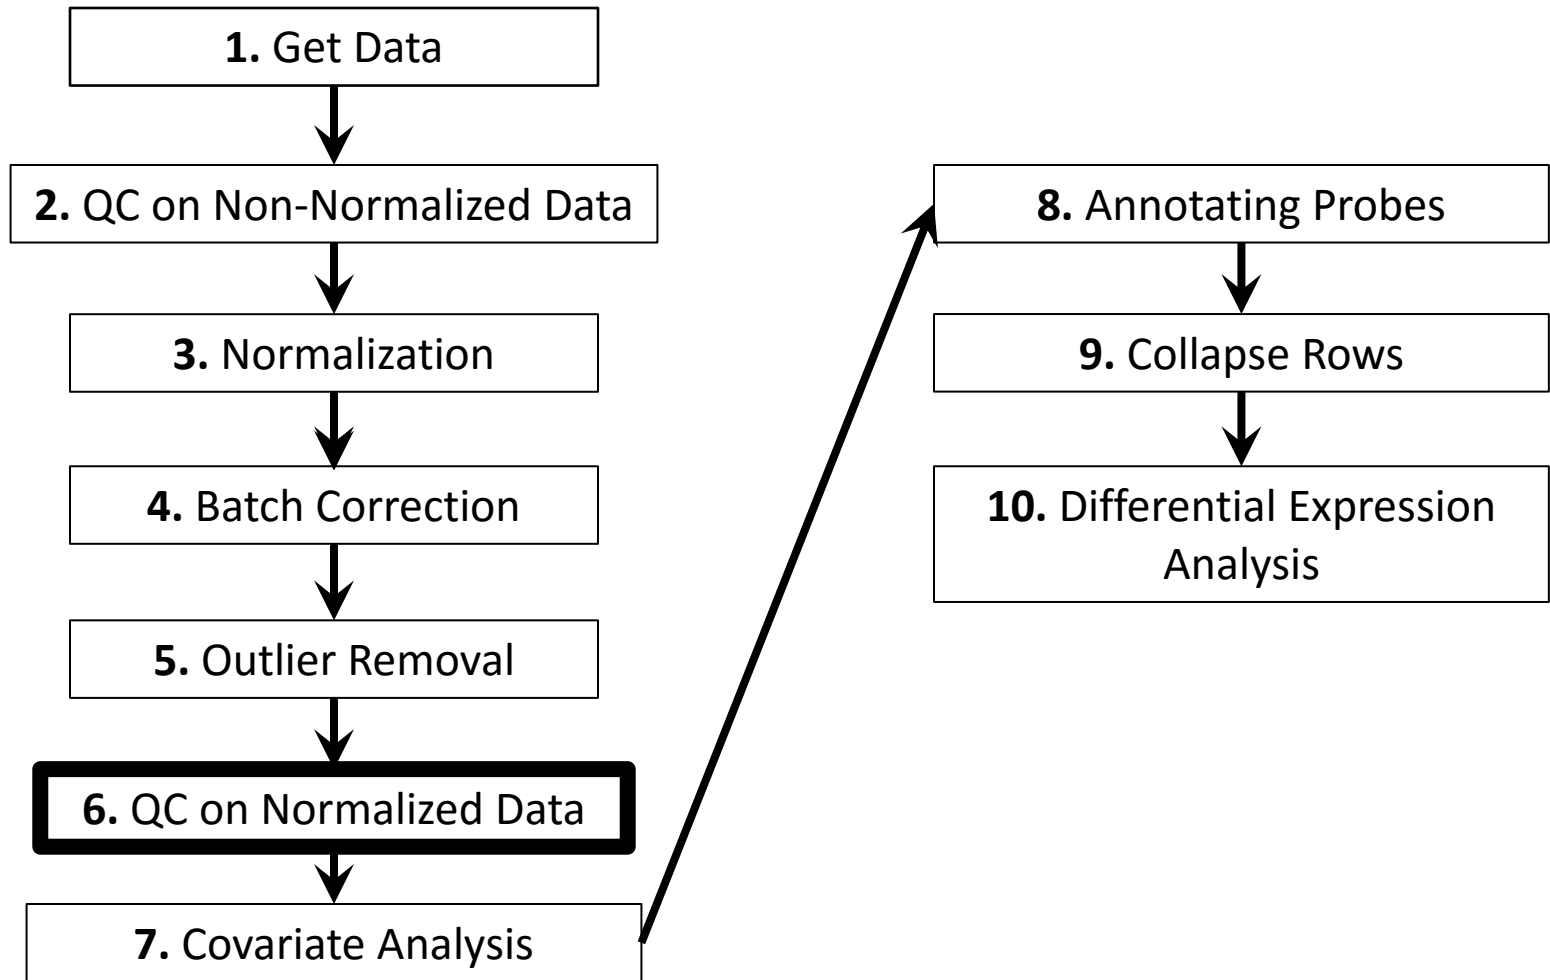 1. Get Data
2. QC on Non-Normalized Data
3. Normalization
4. Batch Correction
5. Outlier Removal
6. QC on Normalized Data
7. Covariate Analysis
8. Annotating Probes
9. Collapse Rows
10. Differential Expression
Analysis